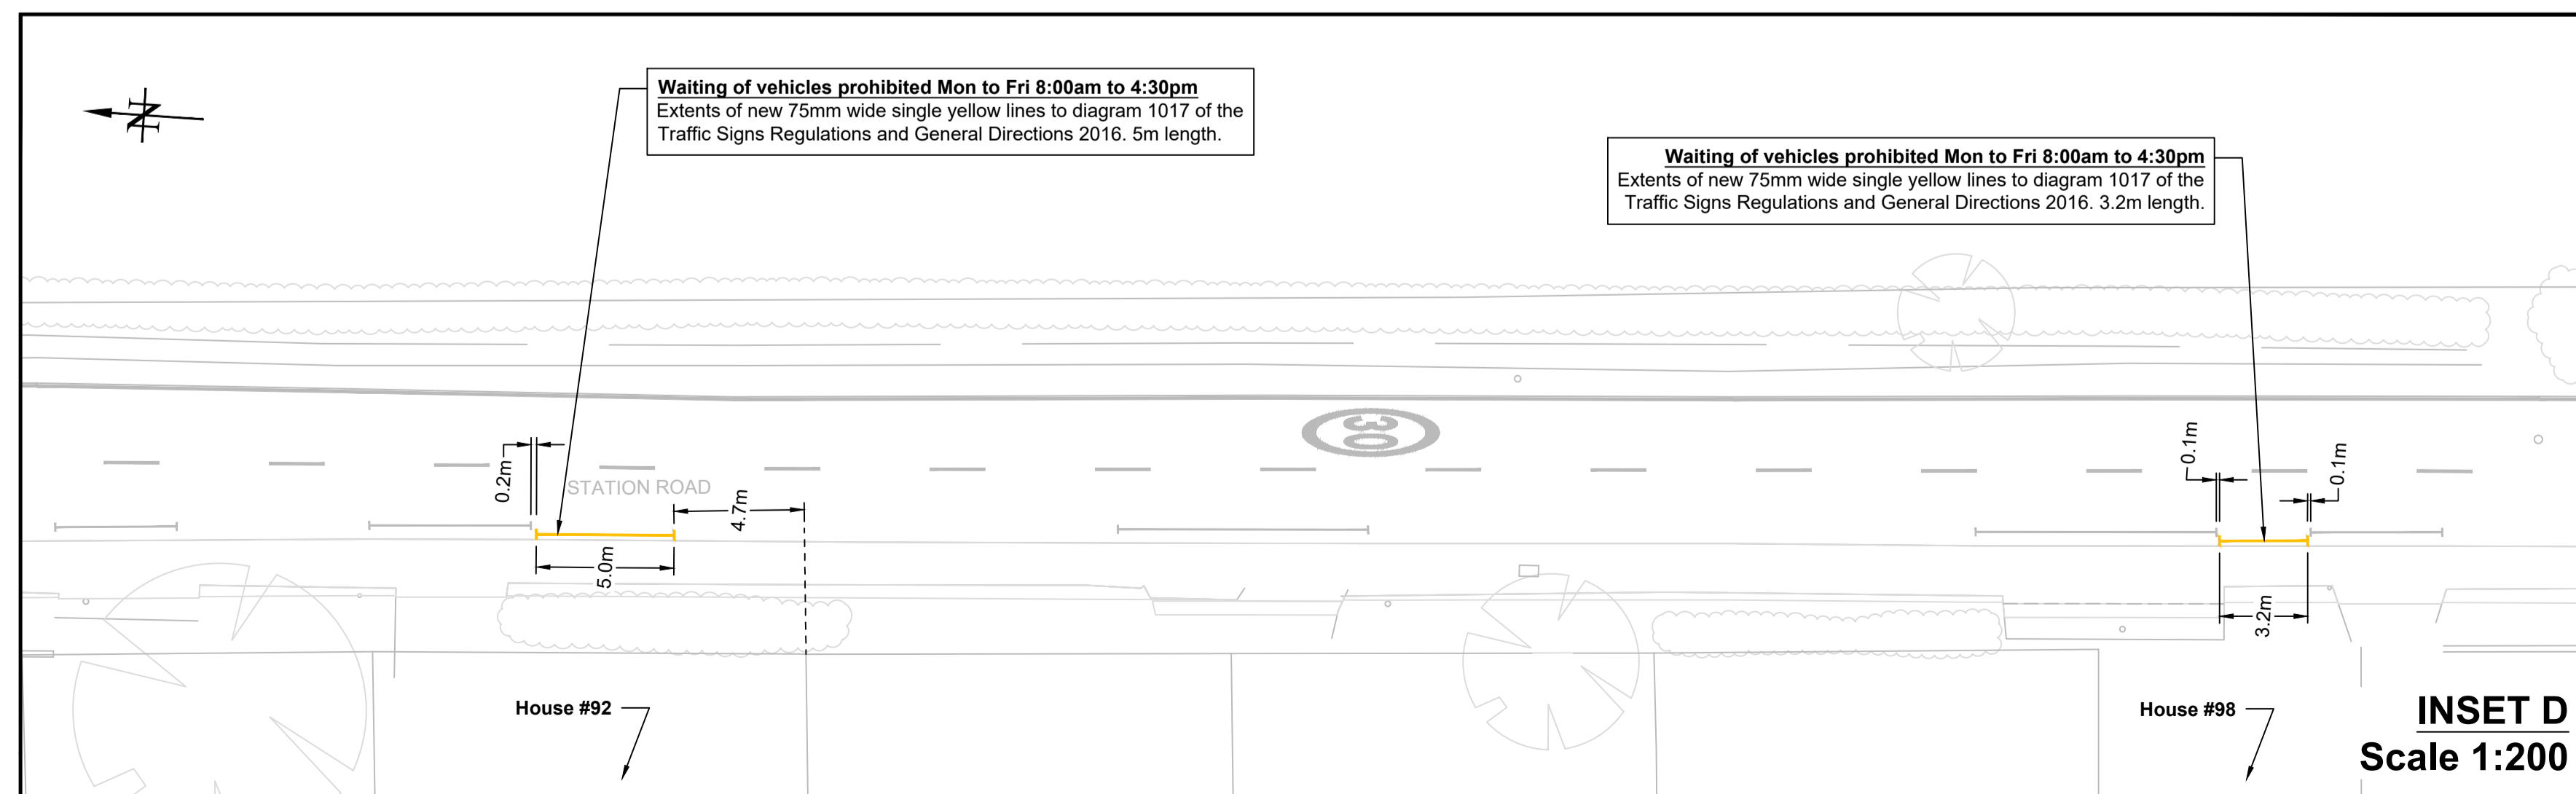 N
Waiting of vehicles prohibited Mon to Fri 8:00am to 4:30pm
Extents of new 75mm wide single yellow lines to diagram 1017 of the
Traffic Signs Regulations and General Directions 2016. 5m length.
Waiting of vehicles prohibited Mon to Fri 8:00am to 4:30pm
Extents of new 75mm wide single yellow lines to diagram 1017 of the
Traffic Signs Regulations and General Directions 2016. 3.2m length.
30
0.2m
STATION ROAD
4.7m
5.0m
0.1m
0.1m
3.2m
House #92
House #98
INSET D
Scale 1:200